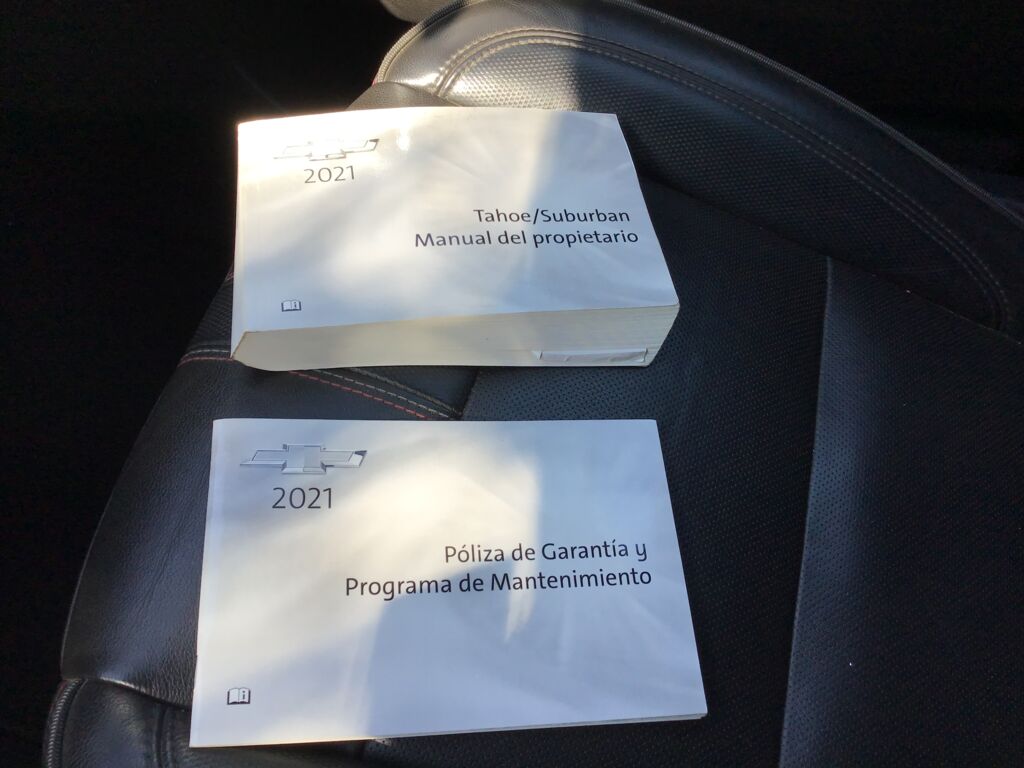 2021
Tahoe/Suburban
Manual del propietario
2021
Póliza de Garantía y
Programa de Mantenimiento